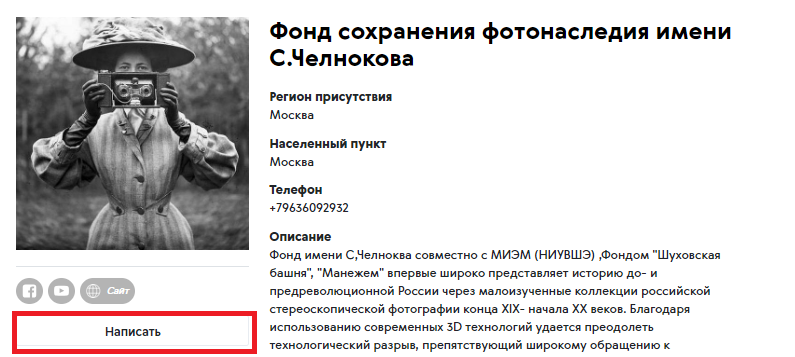 Фонд сохранения фотонаследия имени
С.Челнокова
Регион присутствия
Москва
Населенный пункт
Москва
Телефон
+79636092932
Описание
Фонд имени С,Челноква совместно с МИЭМ (НИУВШЭ) ,Фондом "Шуховская
башня", "Манежем" впервые широко представляет историю до- и
предреволюционной России через малоизученные коллекции российской
стереоскопической фотографии конца XIX- начала XX веков. Благодаря
использованию современных 3D технологий удается преодолеть
технологический разрыв, препятствующий широкому обращению к
Сайт
Написать